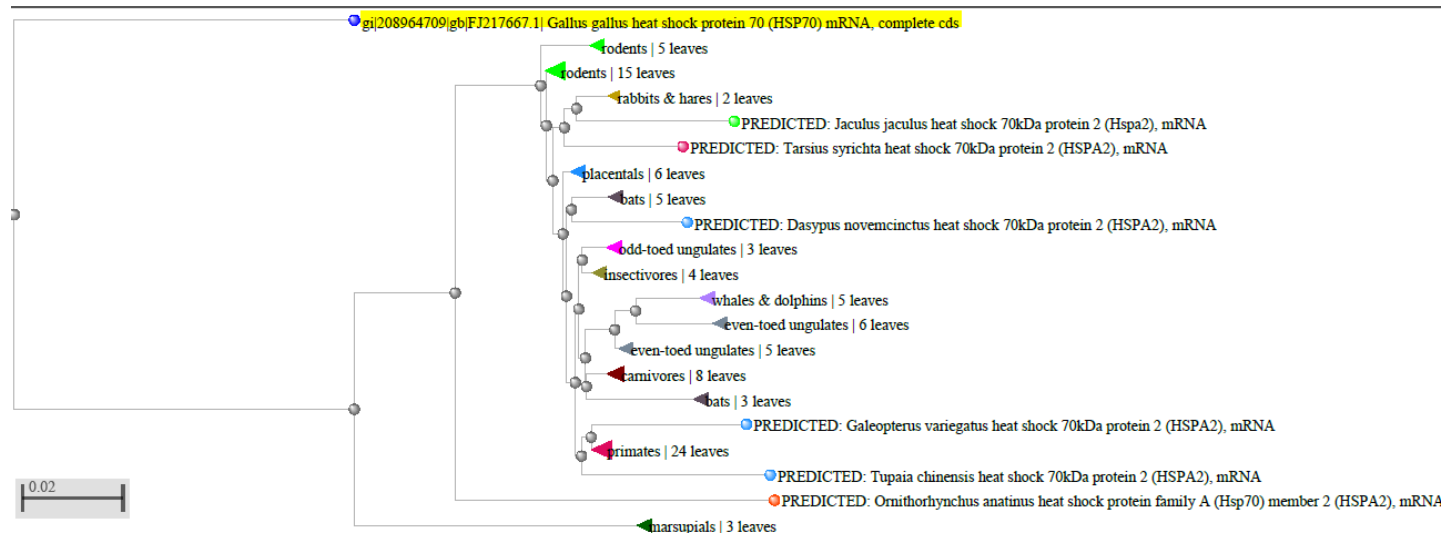 gi|208964709|gb|FJ217667.1| Gallus gallus heat shock protein 70 (HSP70) mRNA, complete cds
rodents | 5 leaves
rodents | 15 leaves
rabbits & hares | 2 leaves
PREDICTED: Jaculus jaculus heat shock 70kDa protein 2 (Hspa2), mRNA
PREDICTED: Tarsius syrichta heat shock 70kDa protein 2 (HSPA2), mRNA
placentals | 6 leaves
bats | 5 leaves
PREDICTED: Dasypus novemcinctus heat shock 70kDa protein 2 (HSPA2), mRNA
odd-toed ungulates | 3 leaves
insectivores | 4 leaves
whales & dolphins | 5 leaves
even-toed ungulates | 6 leaves
even-toed ungulates | 5 leaves
carnivores | 8 leaves
bats | 3 leaves
PREDICTED: Galeopterus variegatus heat shock 70kDa protein 2 (HSPA2), mRNA
primates | 24 leaves
PREDICTED: Tupaia chinensis heat shock 70kDa protein 2 (HSPA2), mRNA
0.02
PREDICTED: Ornithorhynchus anatinus heat shock protein family A (Hsp70) member 2 (HSPA2), mRNA
marsupials | 3 leaves